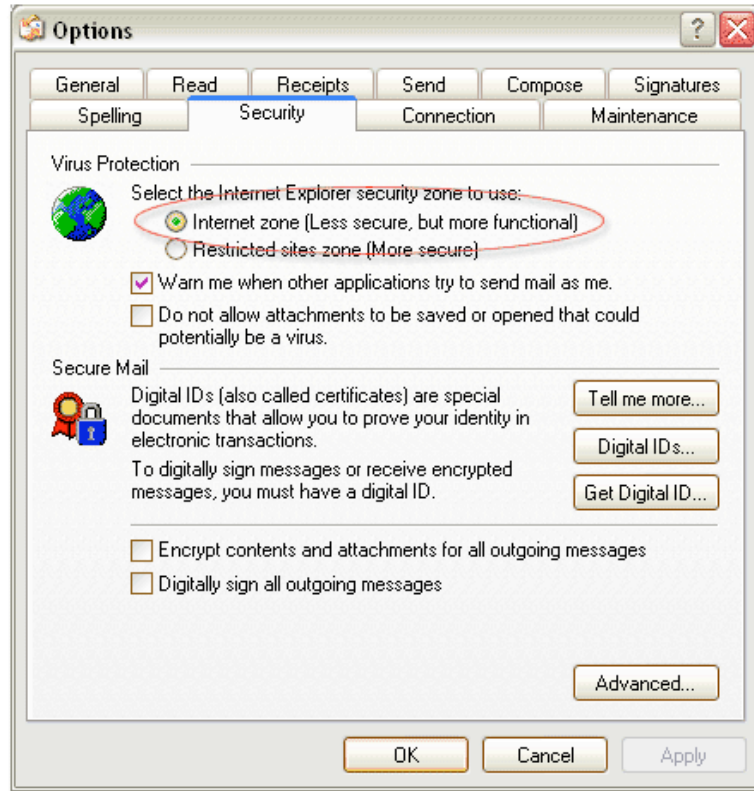 Options
General Read Receipts Send Compose Signatures
Spelling Security Connection Maintenance
Virus Protection
Select the Internet Explorer security zone to use:
Internet zone (Less secure, but more functional)
Restricted sites zone (More secure)
Warn me when other applications try to send mail as me.
Do not allow attachments to be saved or opened that could
potentially be a virus.
Secure Mail
Digital IDs (also called certificates) are special
documents that allow you to prove your identity in
electronic transactions.
Tell me more...
Digital IDs...
To digitally sign messages or receive encrypted
messages, you must have a digital ID.
Get Digital ID...
Encrypt contents and attachments for all outgoing messages
Digitally sign all outgoing messages
Advanced...
OK Cancel Apply